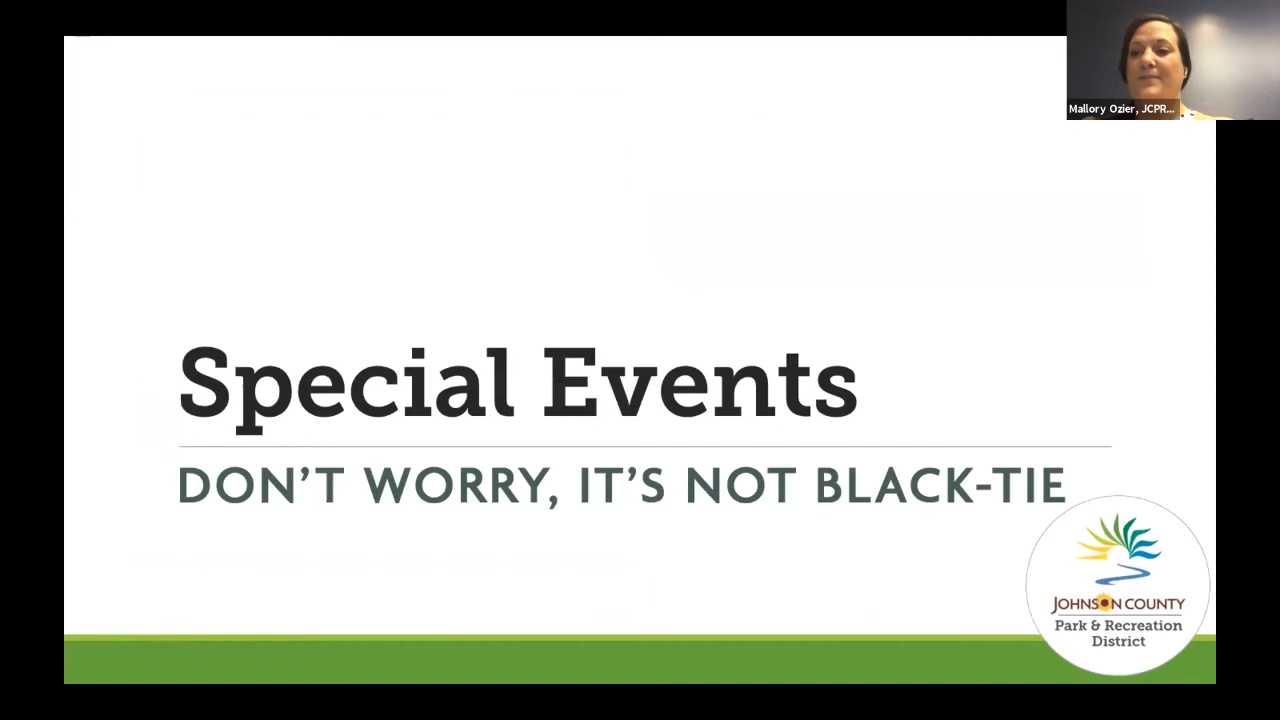 Mallory Ozier, JCPR...
Special Events
DON'T WORRY, IT'S NOT BLACK-TIE
JOHNSON COUNTY
Park & Recreation
District